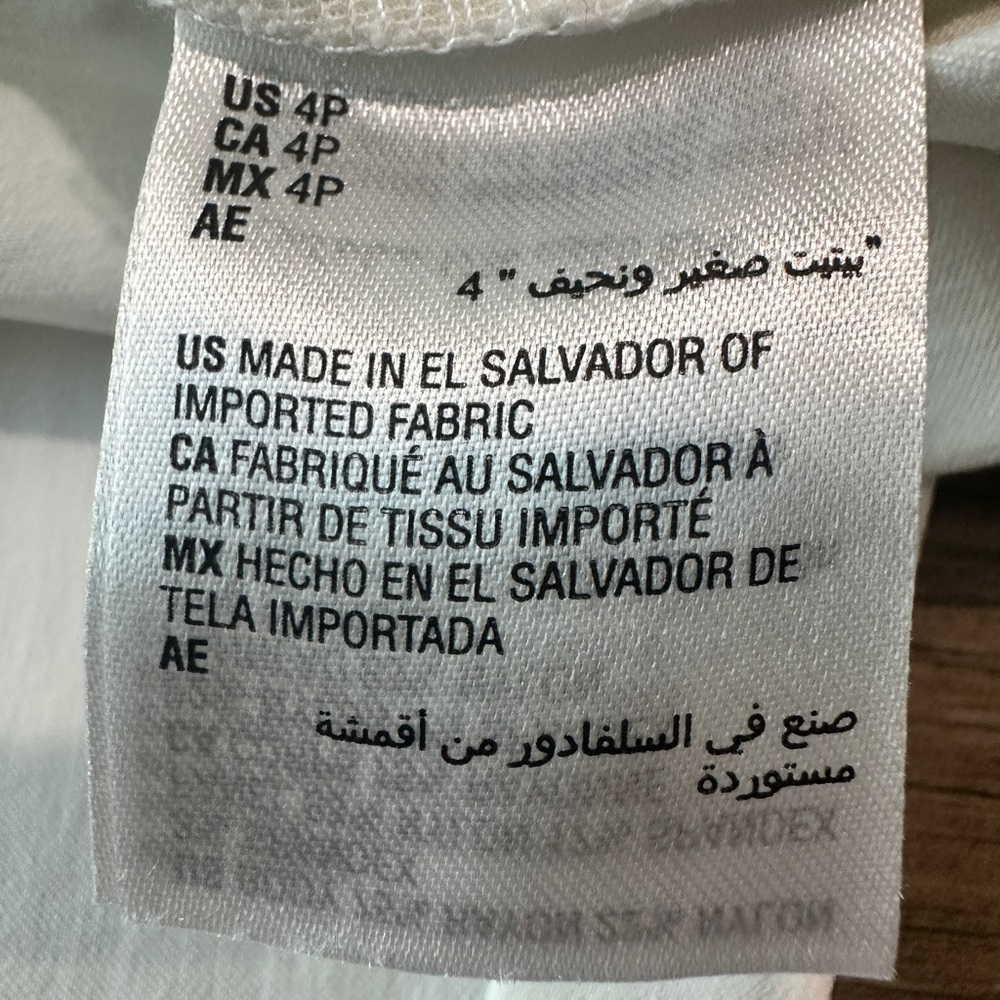 US 4P
CA 4P
MX 4P
AE
"بيتيت صغير ونحيف" 4
US MADE IN EL SALVADOR OF
IMPORTED FABRIC
CA FABRIQUÉ AU SALVADOR À
PARTIR DE TISSU IMPORTÉ
MX HECHO EN EL SALVADOR DE
TELA IMPORTADA
AE
صنع في السلفادور من أقمشة
مستوردة